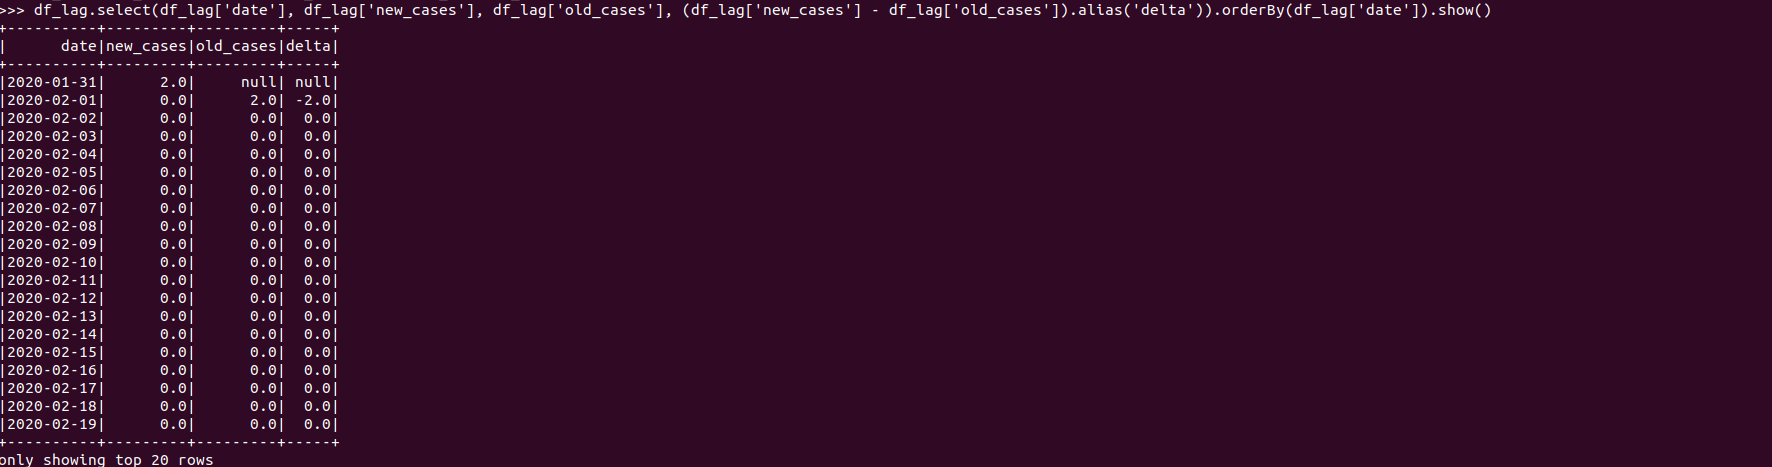 >>> df_lag.select(df_lag['date'], df_lag['new_cases'], df_lag['old_cases'], (df_lag['new_cases'] - df_lag['old_cases']).alias('delta')).orderBy(df_lag['date']).show()
+----------+---------+---------+-----+
|      date|new_cases|old_cases|delta|
+----------+---------+---------+-----+
|2020-01-31|      2.0|     null| null|
|2020-02-01|      0.0|      2.0| -2.0|
|2020-02-02|      0.0|      0.0|  0.0|
|2020-02-03|      0.0|      0.0|  0.0|
|2020-02-04|      0.0|      0.0|  0.0|
|2020-02-05|      0.0|      0.0|  0.0|
|2020-02-06|      0.0|      0.0|  0.0|
|2020-02-07|      0.0|      0.0|  0.0|
|2020-02-08|      0.0|      0.0|  0.0|
|2020-02-09|      0.0|      0.0|  0.0|
|2020-02-10|      0.0|      0.0|  0.0|
|2020-02-11|      0.0|      0.0|  0.0|
|2020-02-12|      0.0|      0.0|  0.0|
|2020-02-13|      0.0|      0.0|  0.0|
|2020-02-14|      0.0|      0.0|  0.0|
|2020-02-15|      0.0|      0.0|  0.0|
|2020-02-16|      0.0|      0.0|  0.0|
|2020-02-17|      0.0|      0.0|  0.0|
|2020-02-18|      0.0|      0.0|  0.0|
|2020-02-19|      0.0|      0.0|  0.0|
+----------+---------+---------+-----+
only showing top 20 rows